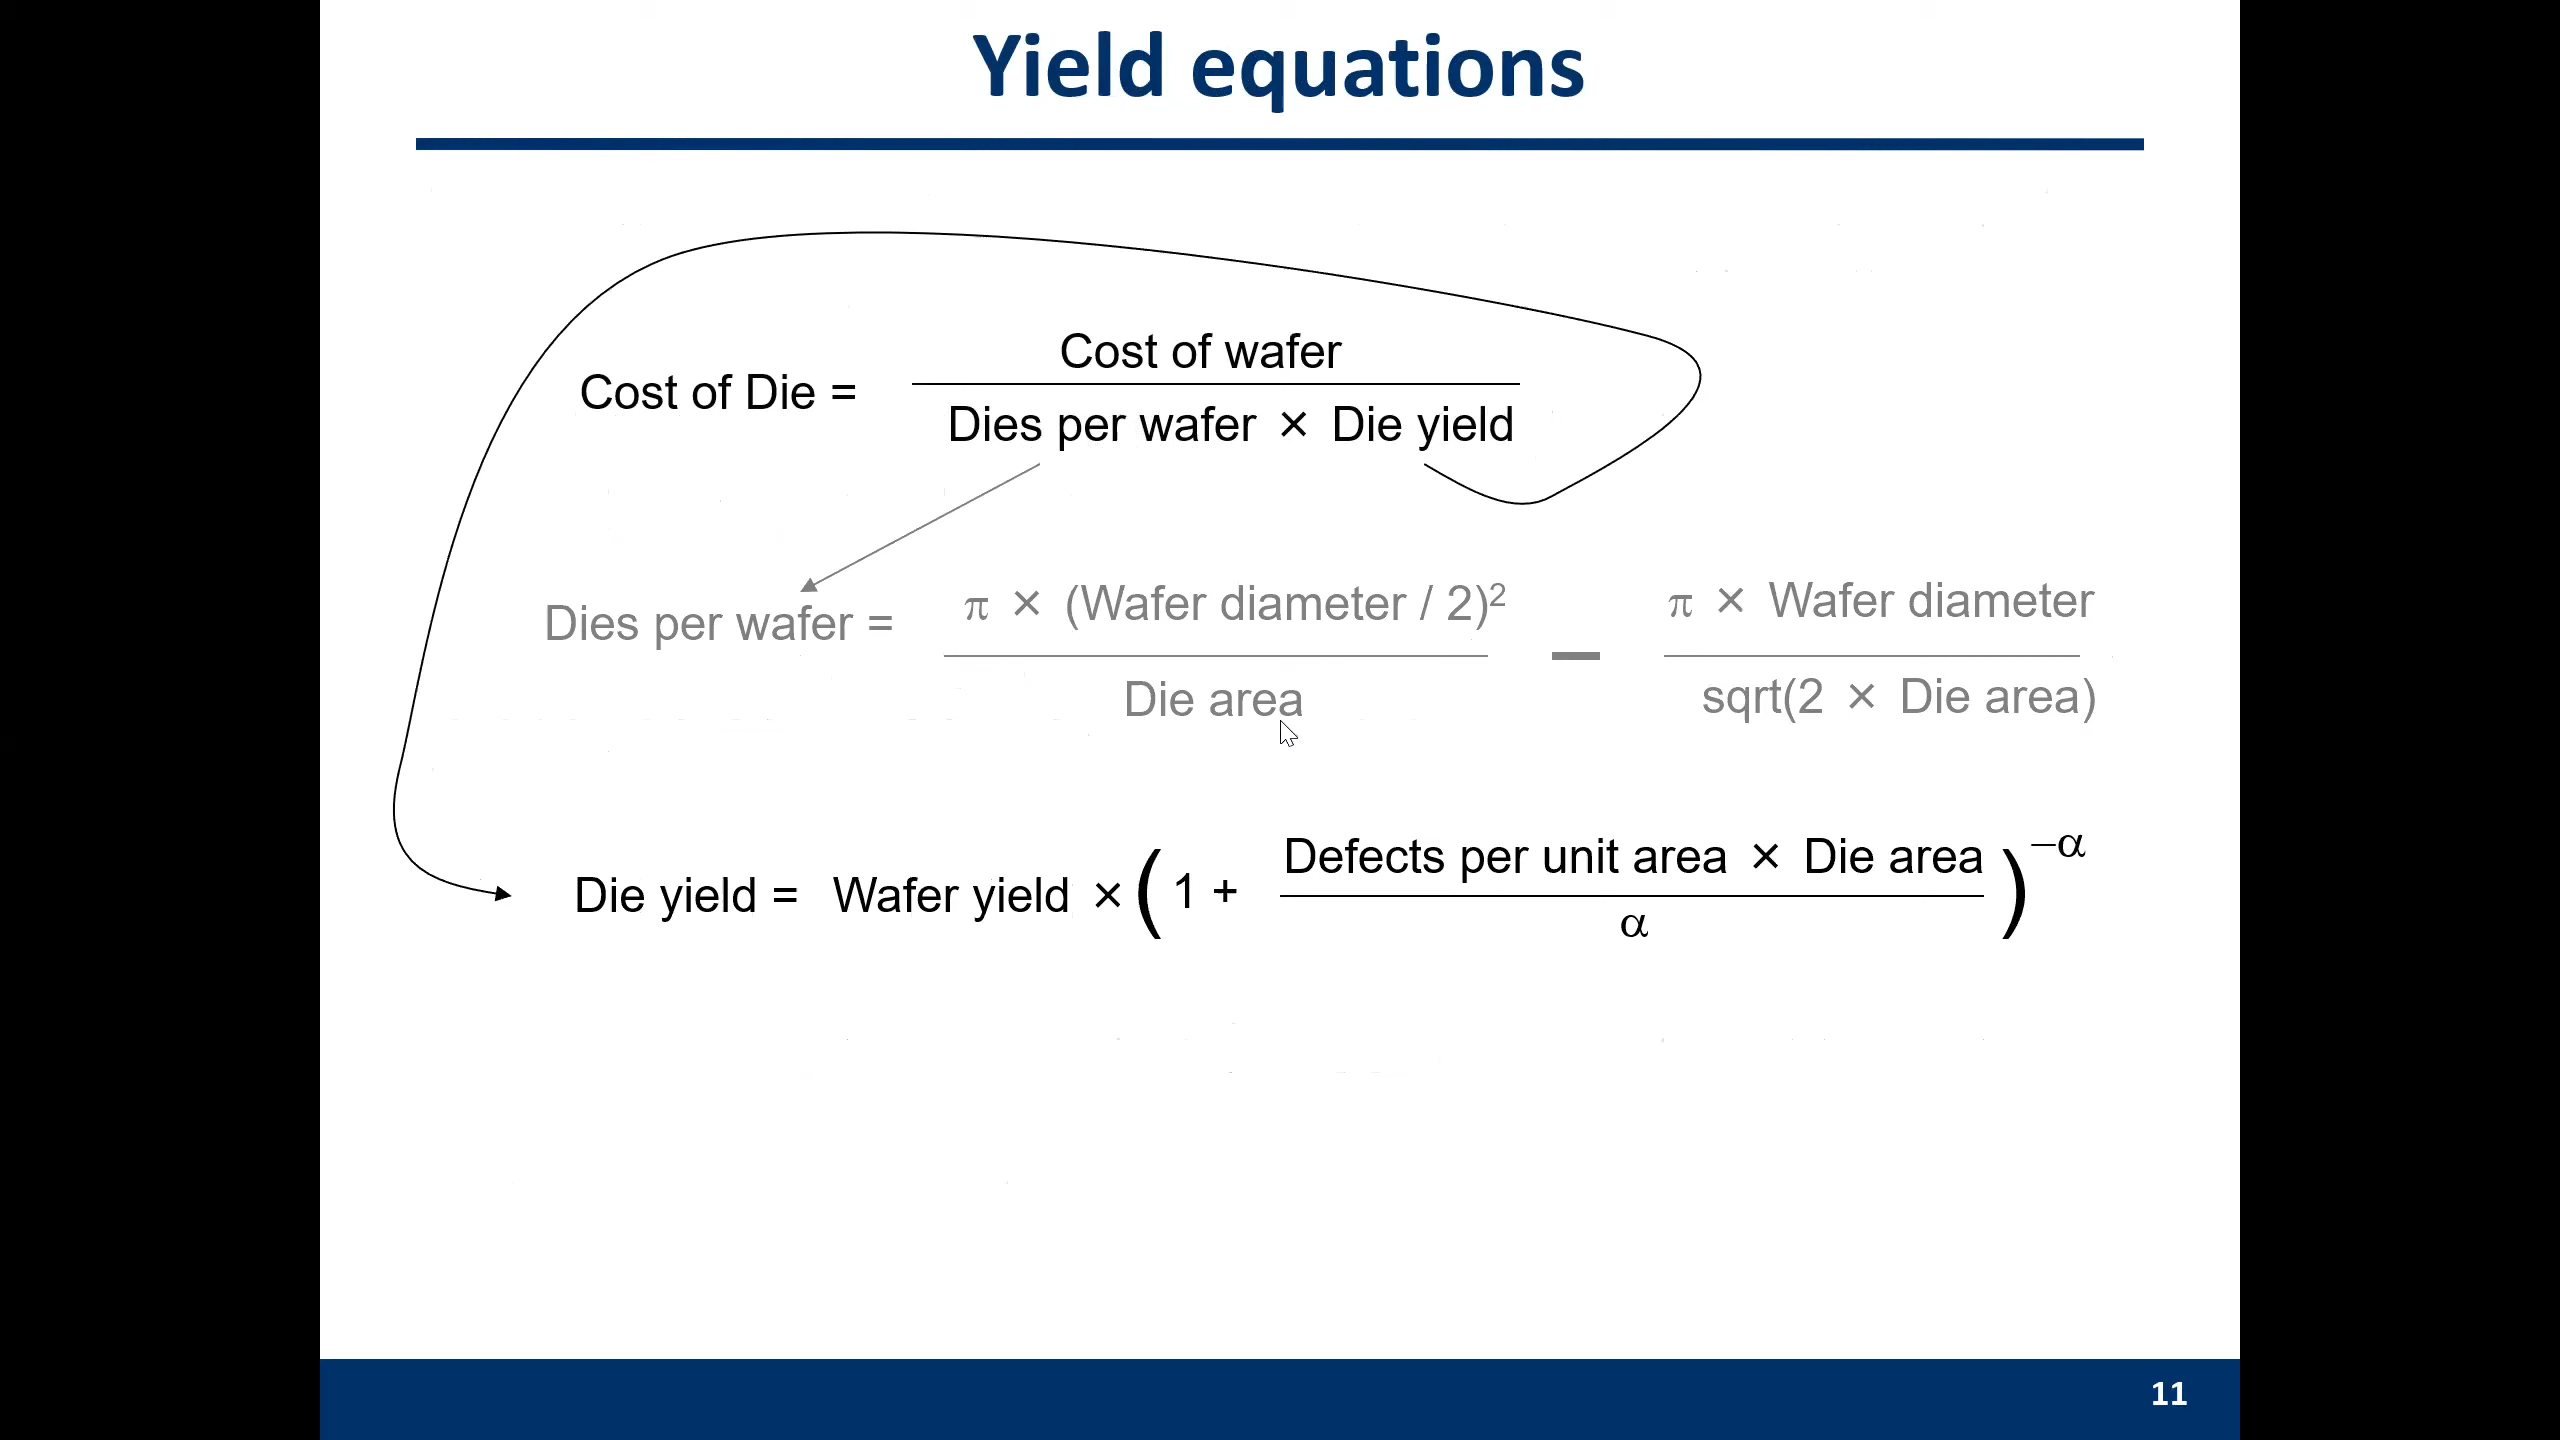 Yield equations
Cost of Die = Cost of wafer
Dies per wafer × Die yield
Dies per wafer = π × (Wafer diameter / 2)² − π × Wafer diameter
Die area sqrt(2 × Die area)
Die yield = Wafer yield × ( 1 + Defects per unit area × Die area ) −α
α
11